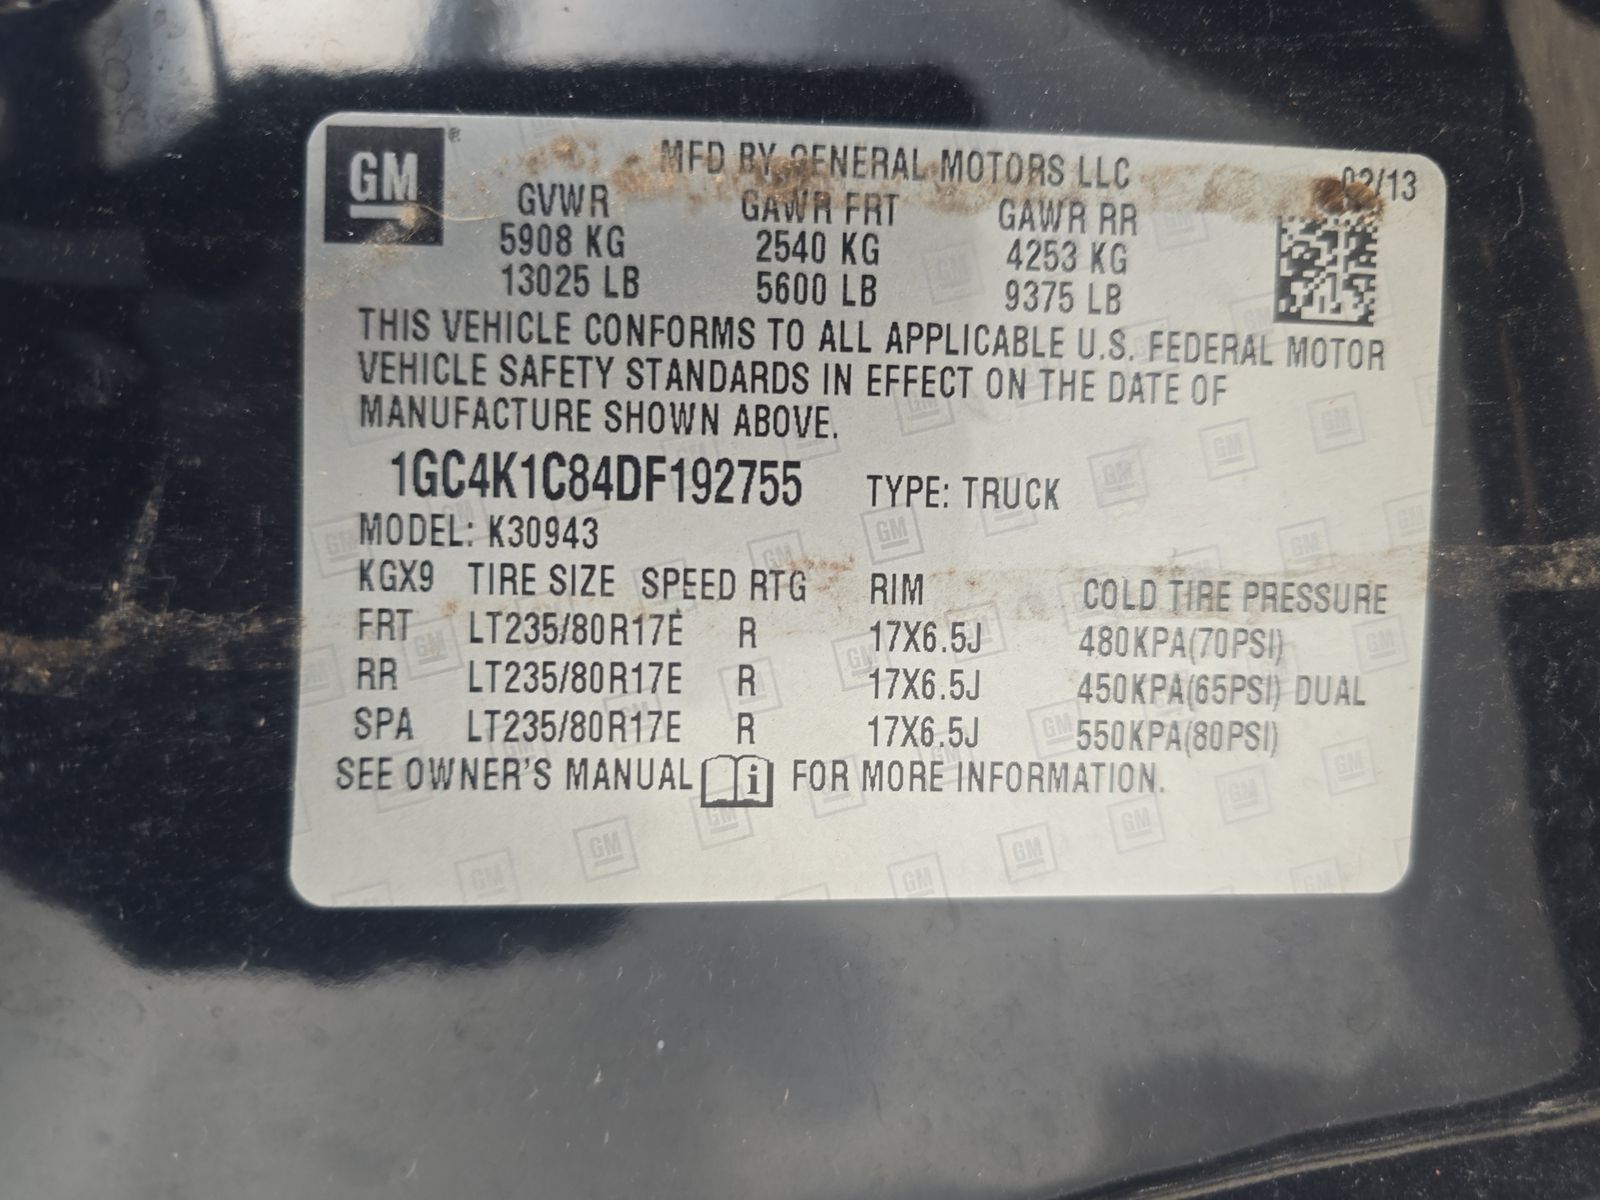 GM ®
MFD BY GENERAL MOTORS LLC 02/13
GVWR GAWR FRT GAWR RR
5908 KG 2540 KG 4253 KG
13025 LB 5600 LB 9375 LB
THIS VEHICLE CONFORMS TO ALL APPLICABLE U.S. FEDERAL MOTOR
VEHICLE SAFETY STANDARDS IN EFFECT ON THE DATE OF
MANUFACTURE SHOWN ABOVE.
1GC4K1C84DF192755 TYPE: TRUCK
MODEL: K30943
KGX9 TIRE SIZE SPEED RTG RIM COLD TIRE PRESSURE
FRT LT235/80R17E R 17X6.5J 480KPA(70PSI)
RR LT235/80R17E R 17X6.5J 450KPA(65PSI) DUAL
SPA LT235/80R17E R 17X6.5J 550KPA(80PSI)
SEE OWNER'S MANUAL i FOR MORE INFORMATION.